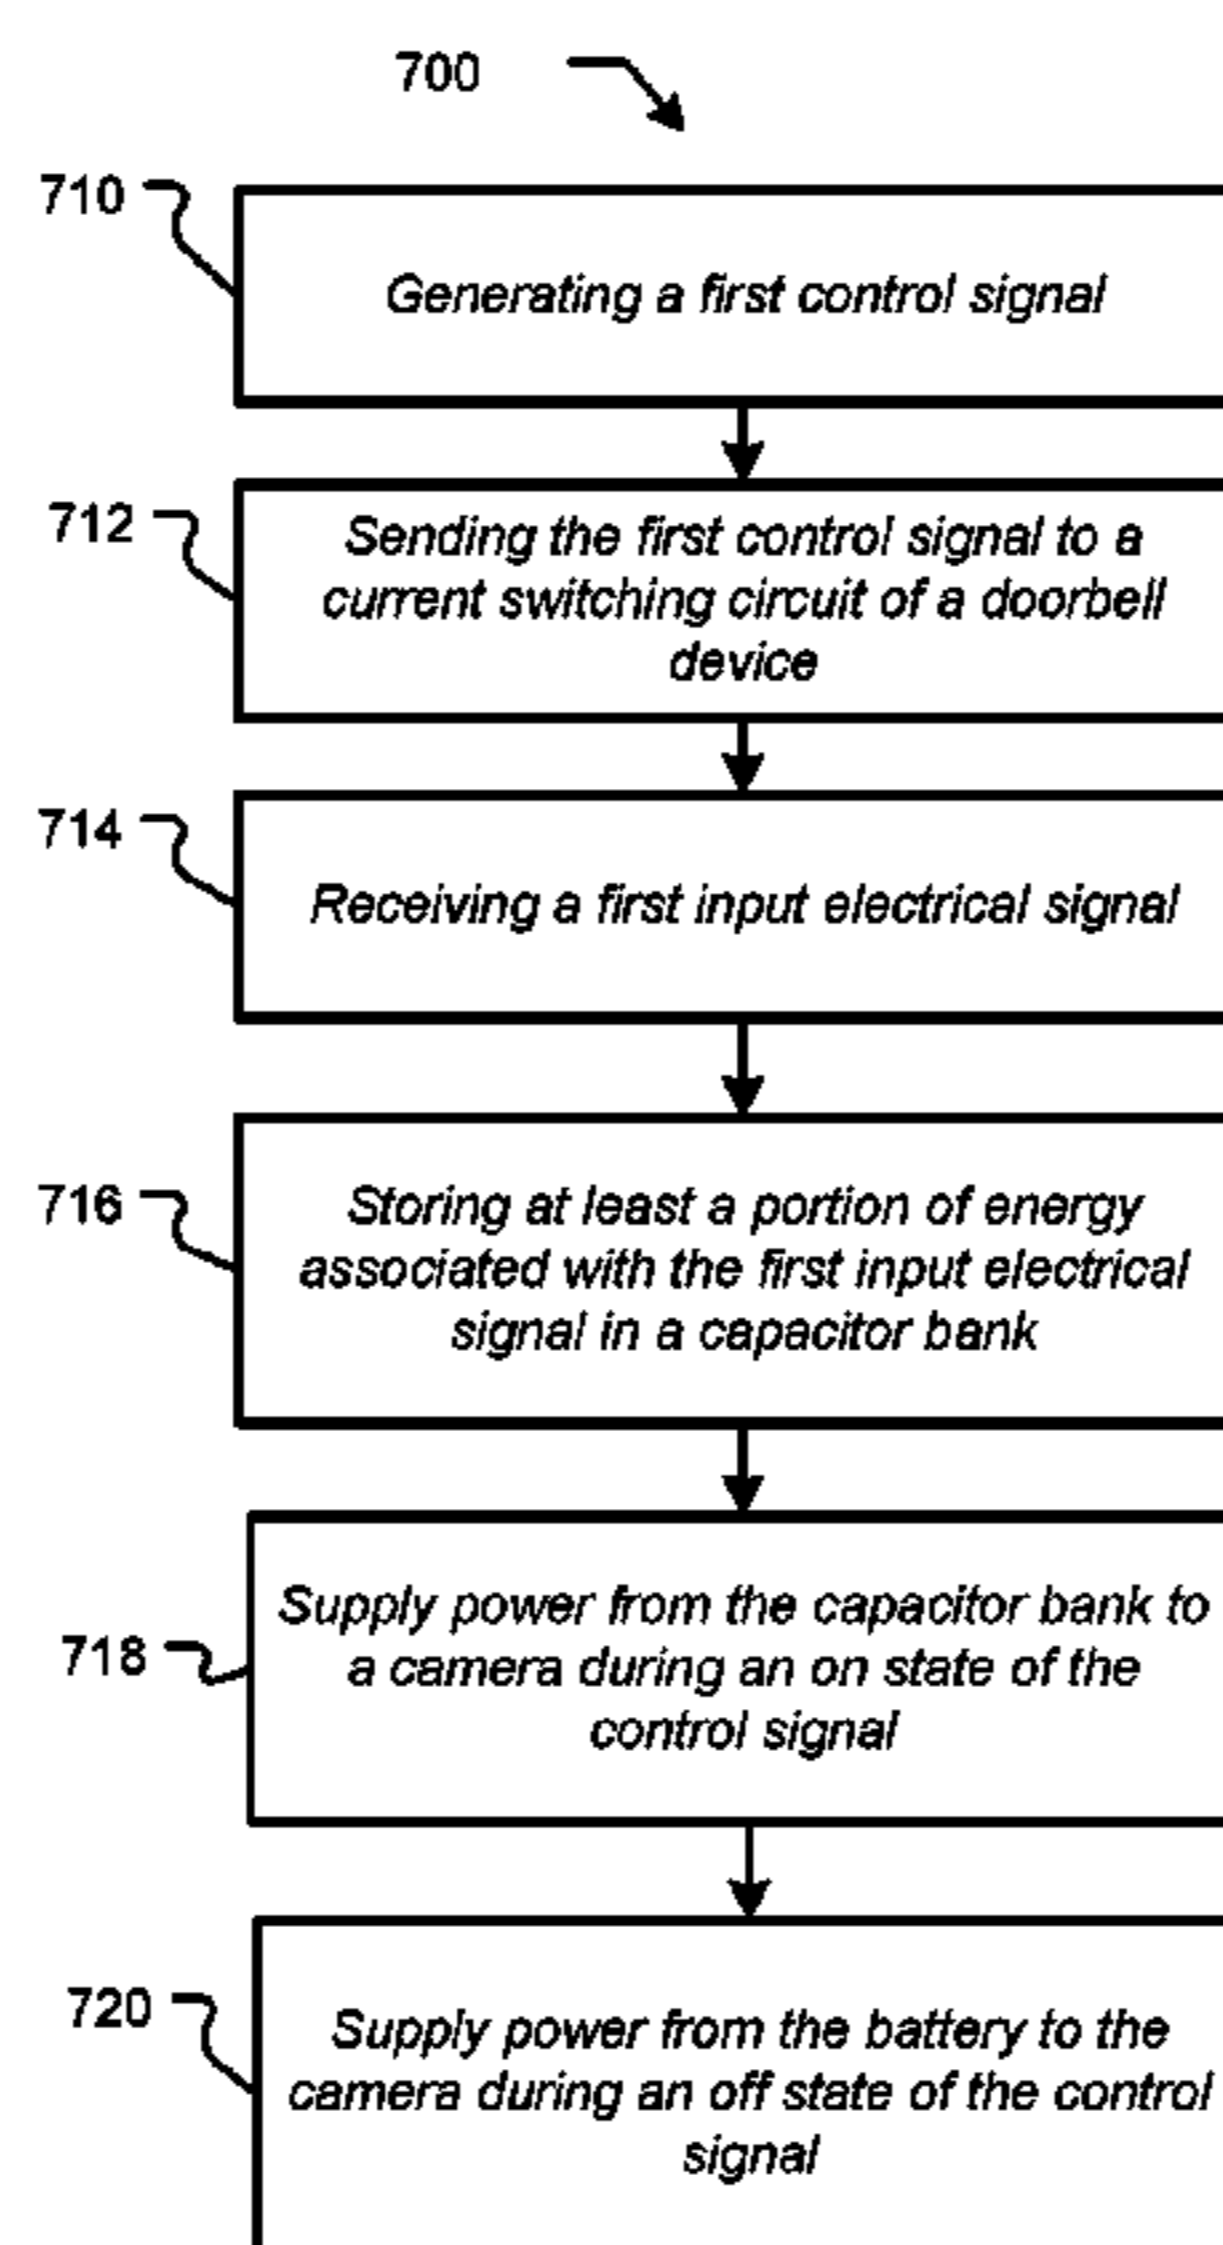 700
710
Generating a first control signal
712
Sending the first control signal to a
current switching circuit of a doorbell
device
714
Receiving a first input electrical signal
716
Storing at least a portion of energy
associated with the first input electrical
signal in a capacitor bank
718
Supply power from the capacitor bank to
a camera during an on state of the
control signal
720
Supply power from the battery to the
camera during an off state of the control
signal